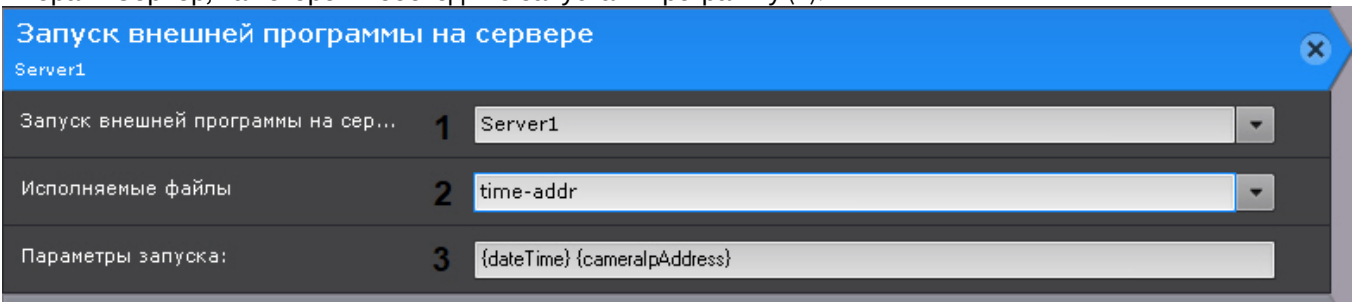 Запуск внешней программы на сервере
Server1
Запуск внешней программы на сер... 1 Server1
Исполняемые файлы 2 time-addr
Параметры запуска: 3 {dateTime} {cameraIpAddress}